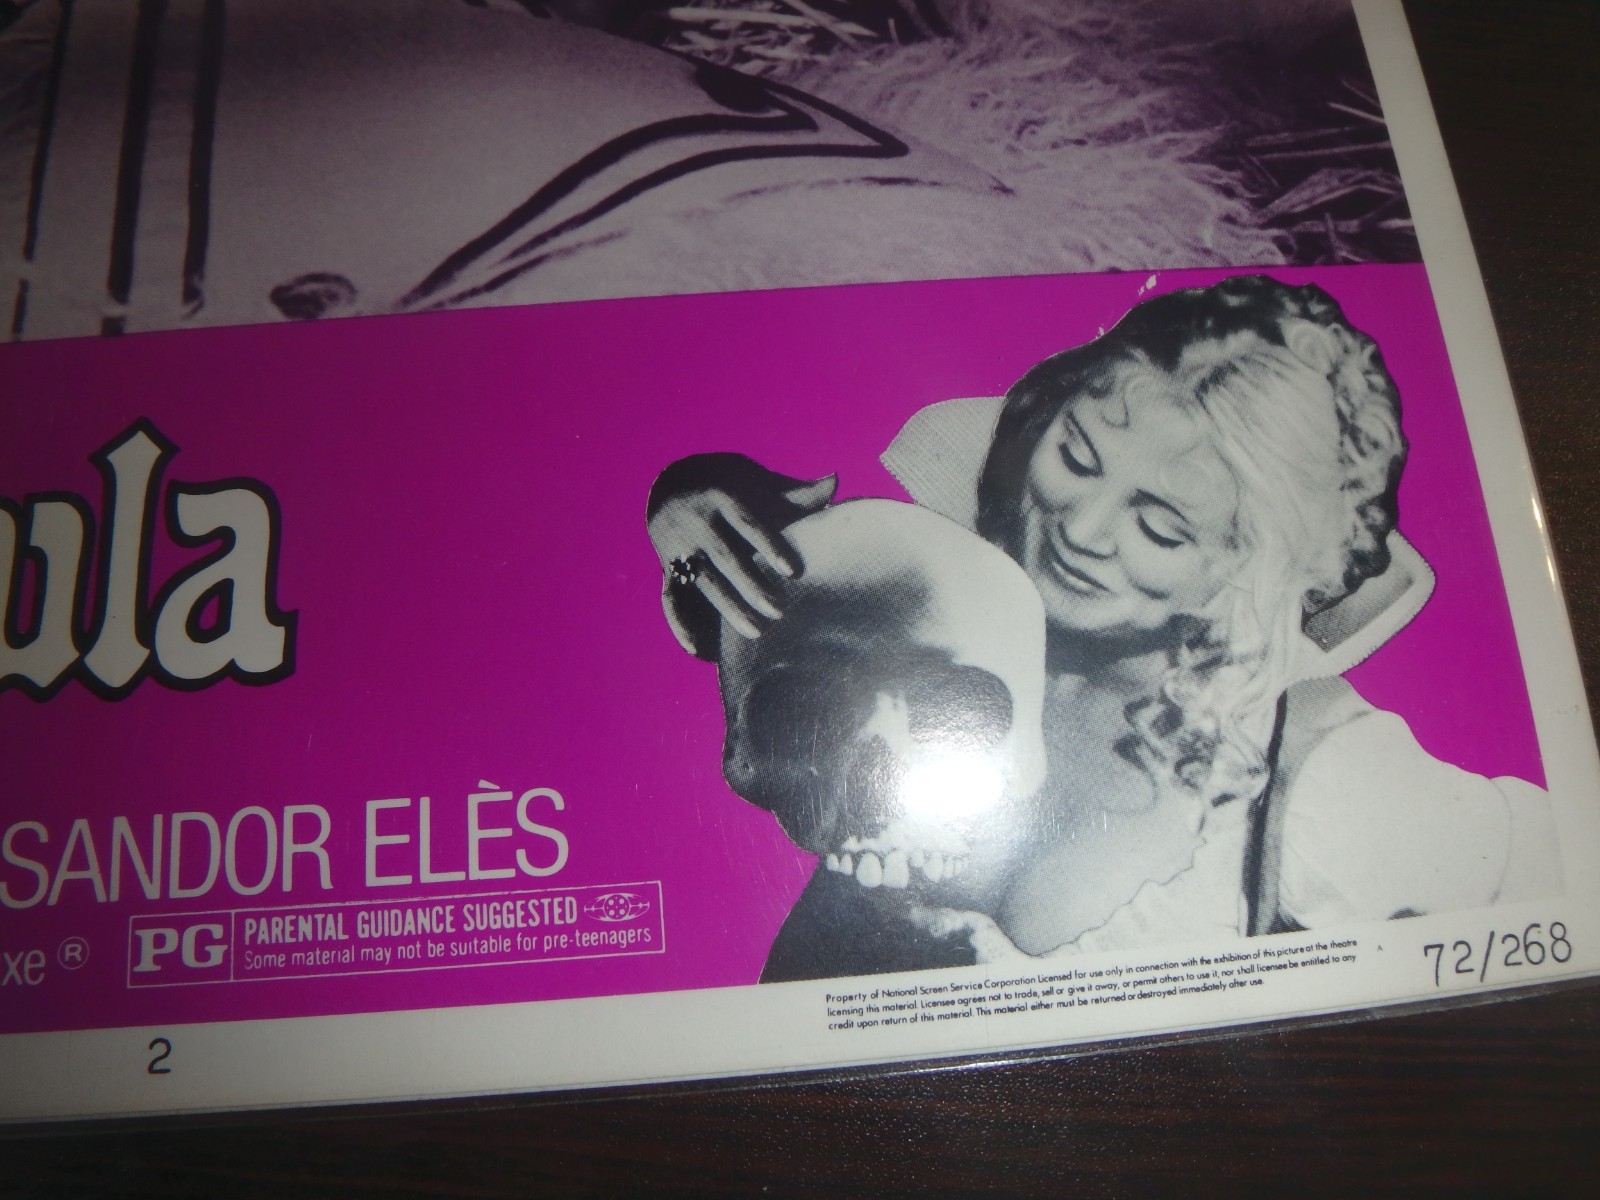 ula
SANDOR ELÈS
xe ®
PG
PARENTAL GUIDANCE SUGGESTED
Some material may not be suitable for pre-teenagers
Property of National Screen Service Corporation Licensed for use only in connection with the exhibition of this picture at the theatre
licensing this material. Licensee agrees not to trade, sell or give it away, or permit others to use it, nor shall licensee be entitled to any
credit upon return of this material. This material either must be returned or destroyed immediately after use.
A
72/268
2